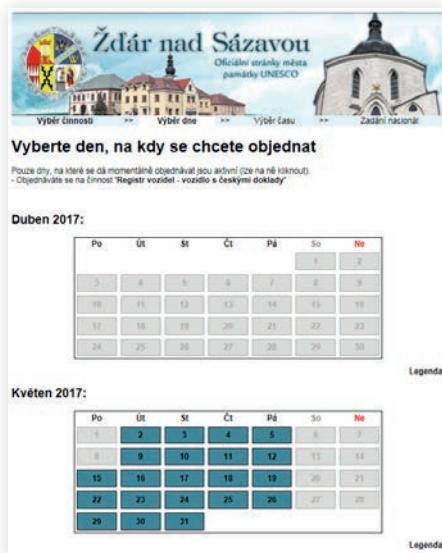 Žďár nad Sázavou
Oficiální stránky města
památky UNESCO
Výběr činnosti >> Výběr dne >> Výběr času >> Zadání nacionál
Vyberte den, na kdy se chcete objednat
Pouze dny, na které se dá momentálně objednávat jsou aktivní (lze na ně kliknout).
- Objednáváte se na činnost "Registr vozidel - vozidlo s českými doklady"
Duben 2017:
Po Út St Čt Pá So Ne
1 2
3 4 5 6 7 8 9
10 11 12 13 14 15 16
17 18 19 20 21 22 23
24 25 26 27 28 29 30
Legenda
Květen 2017:
Po Út St Čt Pá So Ne
1 2 3 4 5 6 7
8 9 10 11 12 13 14
15 16 17 18 19 20 21
22 23 24 25 26 27 28
29 30 31
Legenda